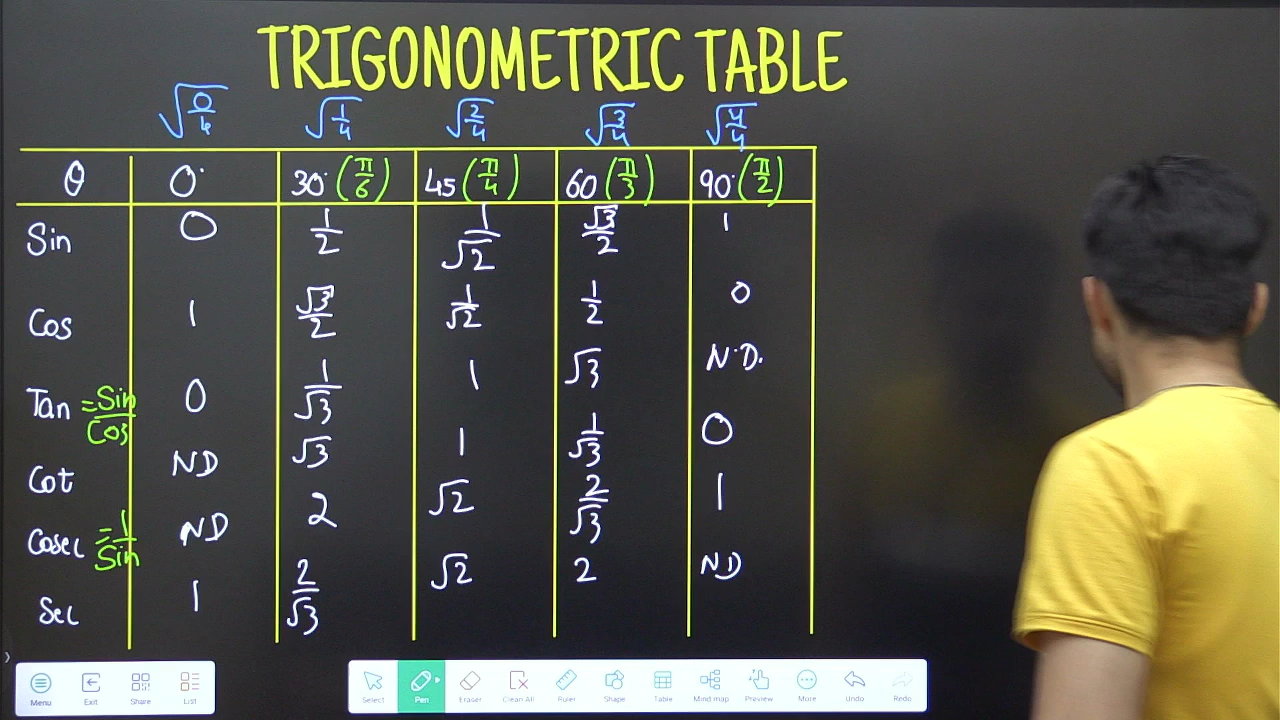 TRIGONOMETRIC TABLE
√0/4 √1/4 √2/4 √3/4 √4/4
θ 0° 30° (π/6) 45 (π/4) 60 (π/3) 90° (π/2)
Sin 0 1/2 1/√2 √3/2 1
Cos 1 √3/2 1/√2 1/2 0
Tan = Sin/Cos 0 1/√3 1 √3 N.D.
Cot ND √3 1 1/√3 0
Cosec = 1/Sin ND 2 √2 2/√3 1
Sec 1 2/√3 √2 2 ND
Menu Exit Share List Select Pen Eraser Clean All Ruler Shape Table Mind map Preview More Undo Redo